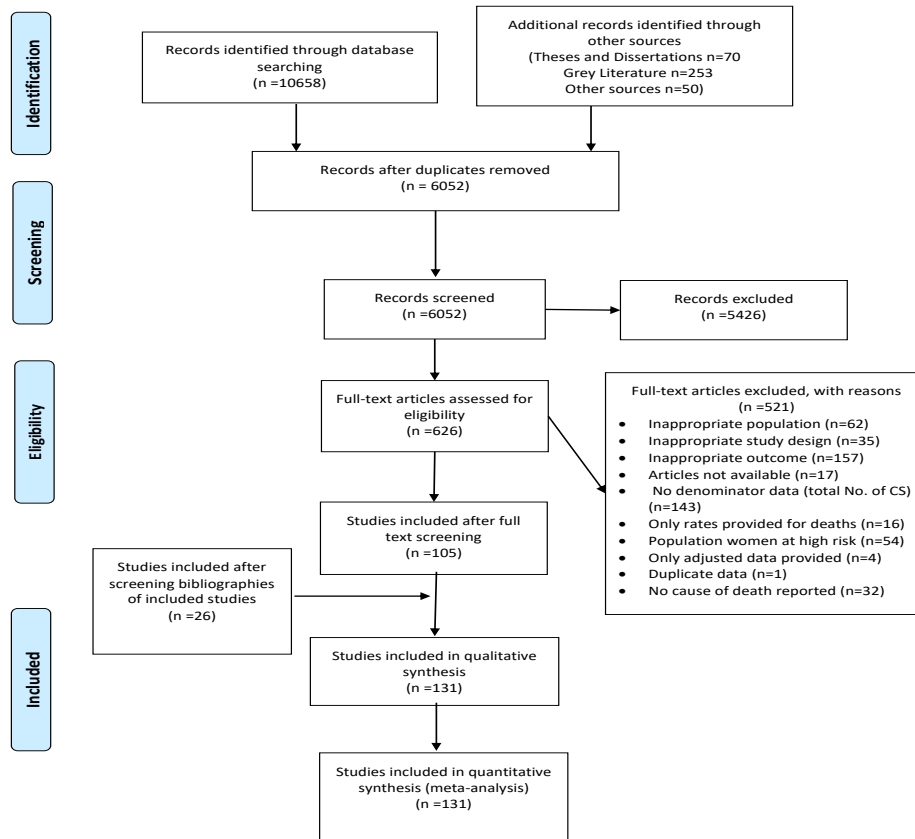 Identification
Records identified through database
searching
(n =10658)
Additional records identified through
other sources
(Theses and Dissertations n=70
Grey Literature n=253
Other sources n=50)
Records after duplicates removed
(n = 6052)
Screening
Records screened
(n =6052)
Records excluded
(n =5426)
Eligibility
Full-text articles assessed for
eligibility
(n =626)
Full-text articles excluded, with reasons
(n =521)
• Inappropriate population (n=62)
• Inappropriate study design (n=35)
• Inappropriate outcome (n=157)
• Articles not available (n=17)
• No denominator data (total No. of CS)
(n=143)
• Only rates provided for deaths (n=16)
• Population women at high risk (n=54)
• Only adjusted data provided (n=4)
• Duplicate data (n=1)
• No cause of death reported (n=32)
Studies included after full
text screening
(n =105)
Studies included after
screening bibliographies
of included studies
(n =26)
Included
Studies included in qualitative
synthesis
(n =131)
Studies included in quantitative
synthesis (meta-analysis)
(n =131)